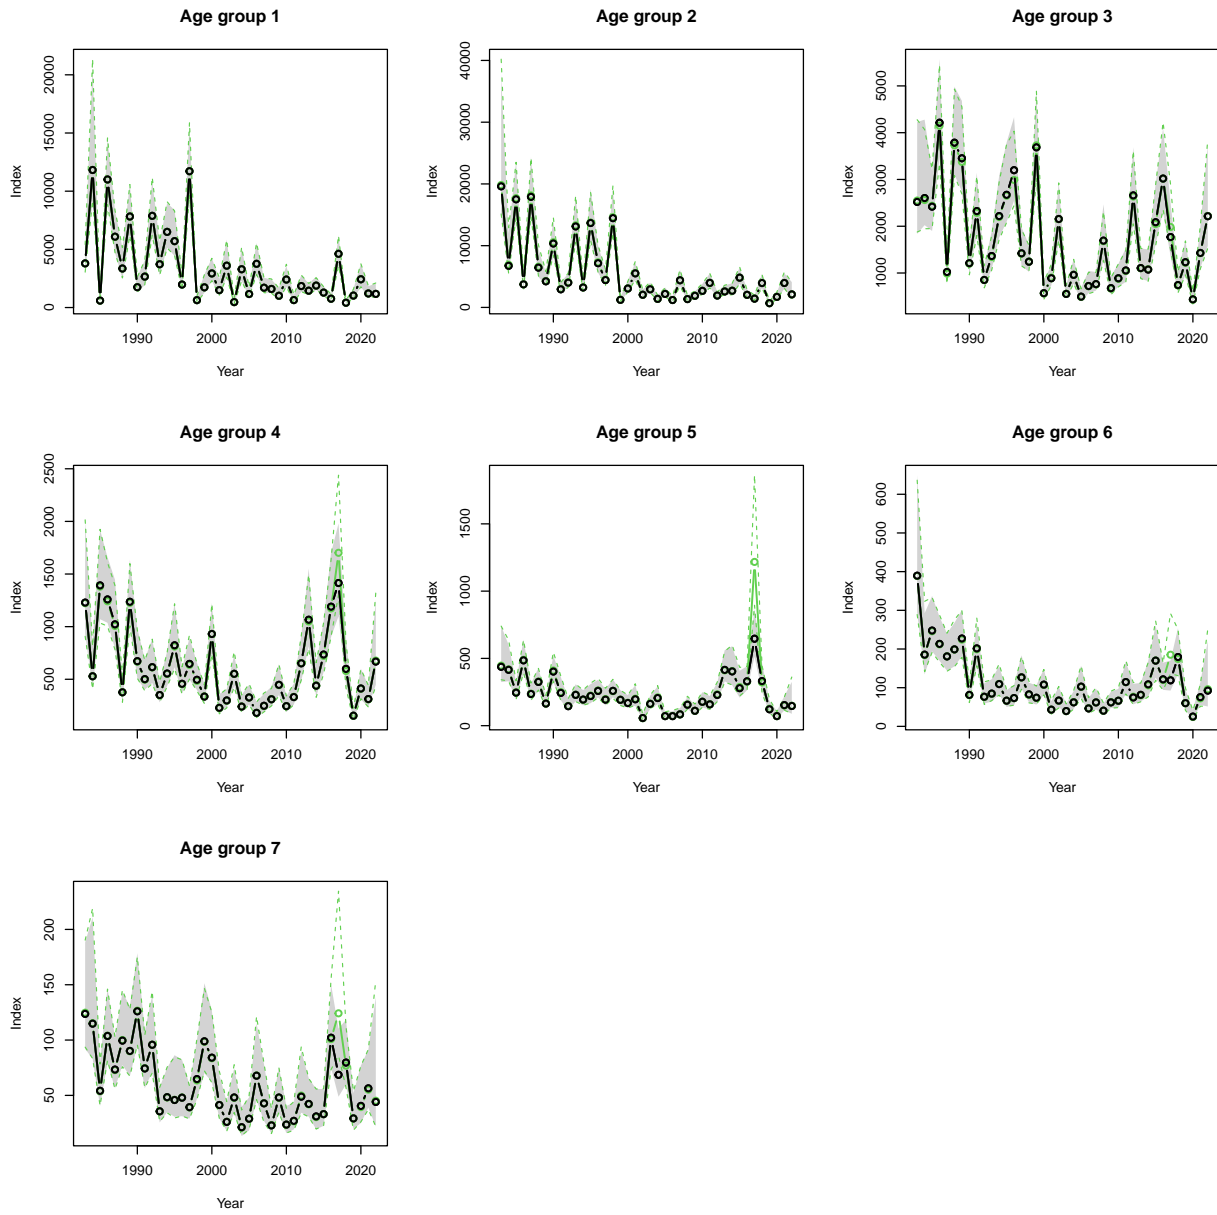 Age group 1
Index
0 5000 10000 15000 20000
1990 2000 2010 2020
Year
Age group 2
Index
0 10000 20000 30000 40000
1990 2000 2010 2020
Year
Age group 3
Index
1000 2000 3000 4000 5000
1990 2000 2010 2020
Year
Age group 4
Index
500 1000 1500 2000 2500
1990 2000 2010 2020
Year
Age group 5
Index
0 500 1000 1500
1990 2000 2010 2020
Year
Age group 6
Index
0 100 200 300 400 500 600
1990 2000 2010 2020
Year
Age group 7
Index
50 100 150 200
1990 2000 2010 2020
Year